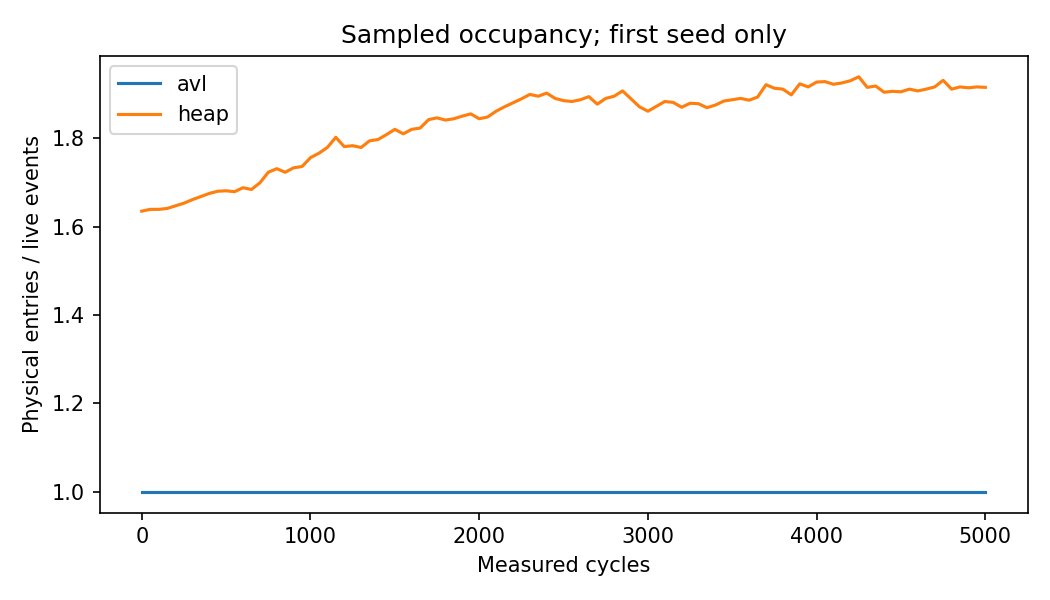 Sampled occupancy; first seed only
avl
heap
Physical entries / live events
1.8
1.6
1.4
1.2
1.0
0 1000 2000 3000 4000 5000
Measured cycles